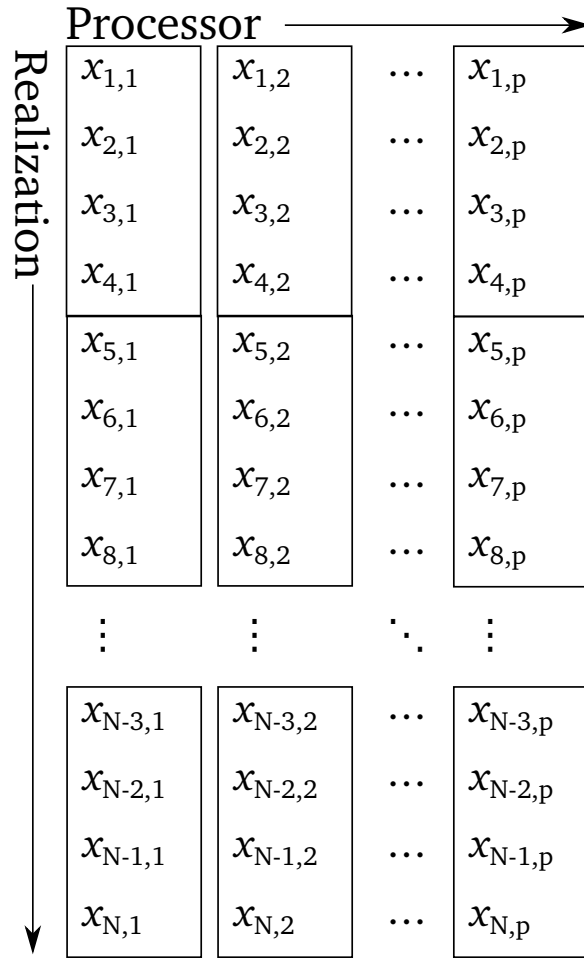 Processor
Realization
x1,1 x1,2 ... x1,p
x2,1 x2,2 ... x2,p
x3,1 x3,2 ... x3,p
x4,1 x4,2 ... x4,p
x5,1 x5,2 ... x5,p
x6,1 x6,2 ... x6,p
x7,1 x7,2 ... x7,p
x8,1 x8,2 ... x8,p
⋮ ⋮ ⋱ ⋮
xN-3,1 xN-3,2 ... xN-3,p
xN-2,1 xN-2,2 ... xN-2,p
xN-1,1 xN-1,2 ... xN-1,p
xN,1 xN,2 ... xN,p